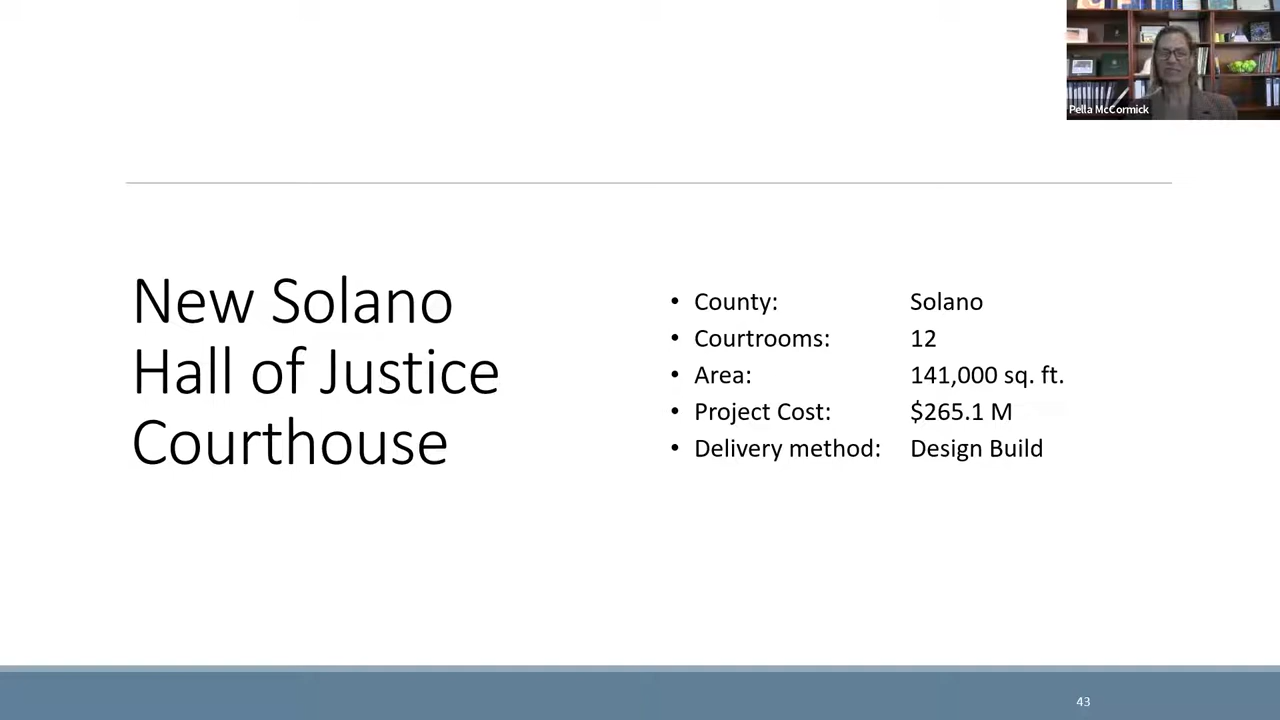 Pella McCormick
New Solano
Hall of Justice
Courthouse
• County: Solano
• Courtrooms: 12
• Area: 141,000 sq. ft.
• Project Cost: $265.1 M
• Delivery method: Design Build
43